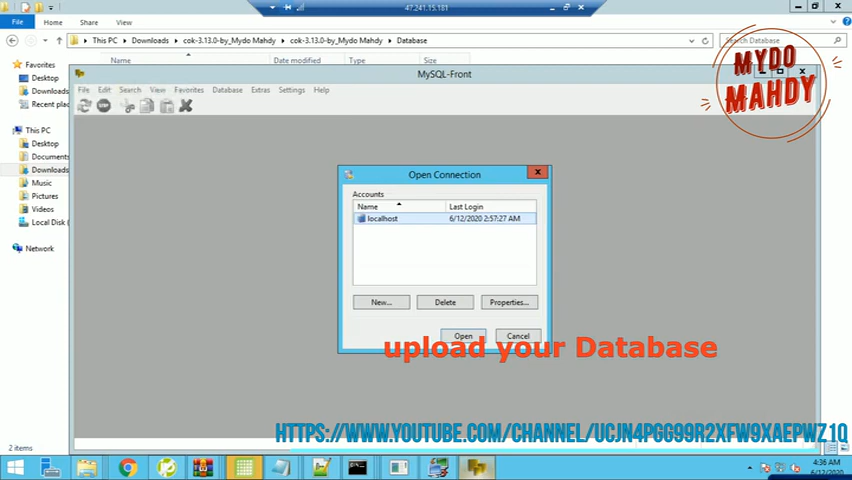 47.241.15.181
File
Home
Share
View
This PC
Downloads
cok-3.13.0-by_Mydo Mahdy
cok-3.13.0-by_Mydo Mahdy
Database
Search Database
Name
Date modified
Type
Size
Favorites
Desktop
Downloads
Recent plac
This PC
Desktop
Documents
Downloads
Music
Pictures
Videos
Local Disk (
Network
2 items
MySQL-Front
File Edit Search View Favorites Database Extras Settings Help
STOP
Open Connection
Accounts
Name
Last Login
localhost
6/12/2020 2:57:27 AM
New...
Delete
Properties...
Open
Cancel
upload your Database
HTTPS://WWW.YOUTUBE.COM/CHANNEL/UCJN4PGG99R2XFW9XAEPWZ1Q
MYDO
MAHDY
4:36 AM
6/12/2020